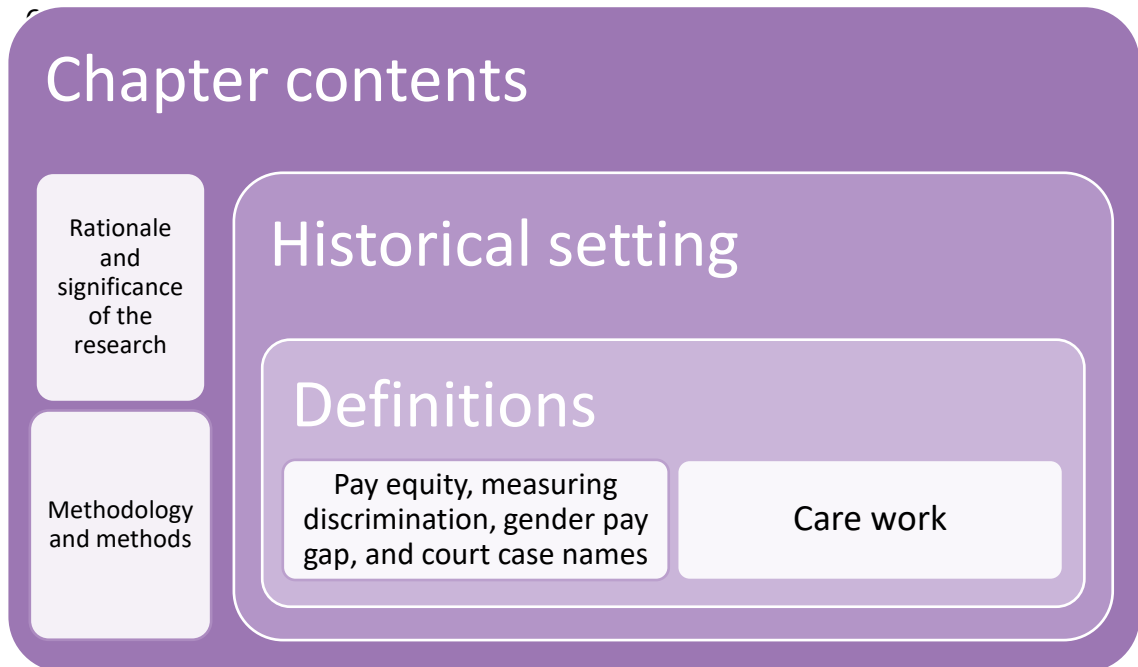 Chapter contents
Rationale
and
significance
of the
research
Methodology
and methods
Historical setting
Definitions
Pay equity, measuring
discrimination, gender pay
gap, and court case names
Care work